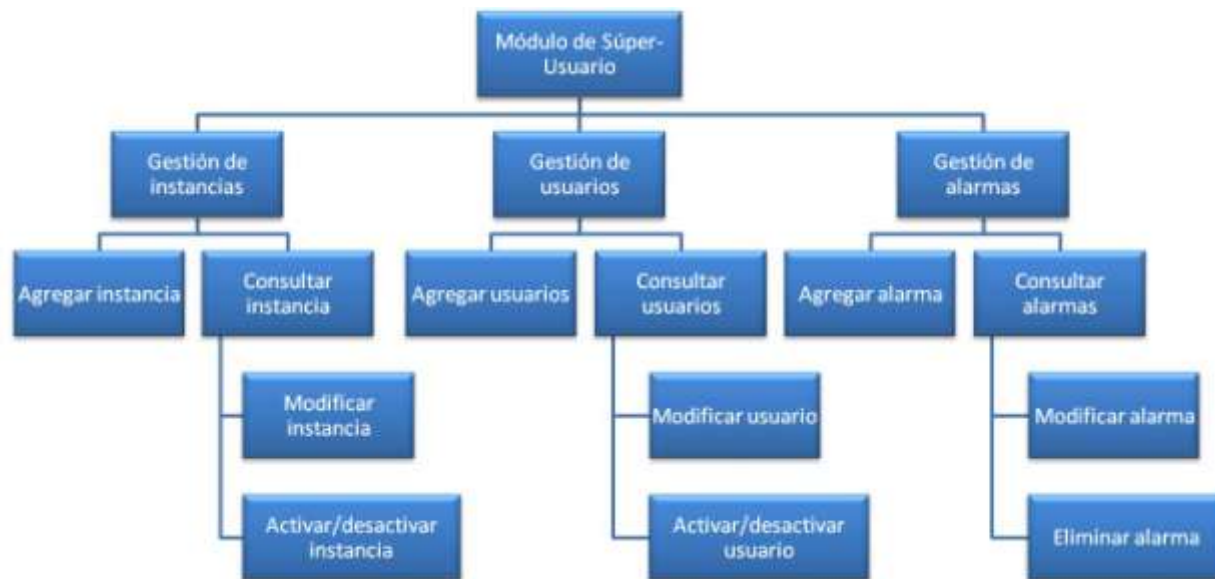 Módulo de Súper-
Usuario
Gestión de
instancias
Gestión de
usuarios
Gestión de
alarmas
Agregar instancia
Consultar
instancia
Agregar usuarios
Consultar
usuarios
Agregar alarma
Consultar
alarmas
Modificar
instancia
Modificar usuario
Modificar alarma
Activar/desactivar
instancia
Activar/desactivar
usuario
Eliminar alarma